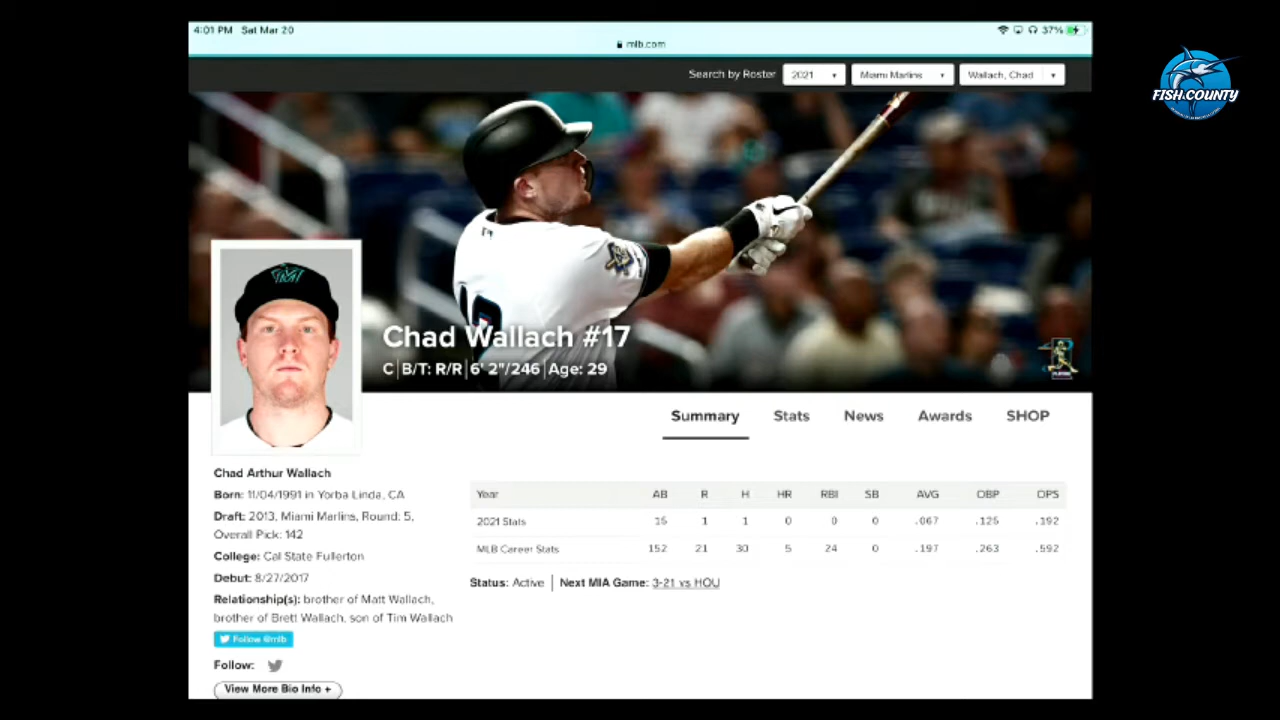 4:01 PM Sat Mar 20
37%
mlb.com
Search by Roster 2021 Miami Marlins Wallach, Chad
FISH COUNTY
Chad Wallach #17
C B/T: R/R 6' 2"/246 Age: 29
Summary Stats News Awards SHOP
Chad Arthur Wallach
Born: 11/04/1991 in Yorba Linda, CA
Draft: 2013, Miami Marlins, Round: 5,
Overall Pick: 142
College: Cal State Fullerton
Debut: 8/27/2017
Relationship(s): brother of Matt Wallach,
brother of Brett Wallach, son of Tim Wallach
Follow @mlb
Follow:
View More Bio Info +
Year AB R H HR RBI SB AVG OBP OPS
2021 Stats 15 1 1 0 0 0 .067 .125 .192
MLB Career Stats 152 21 30 5 24 0 .197 .263 .592
Status: Active Next MIA Game: 3-21 vs HOU